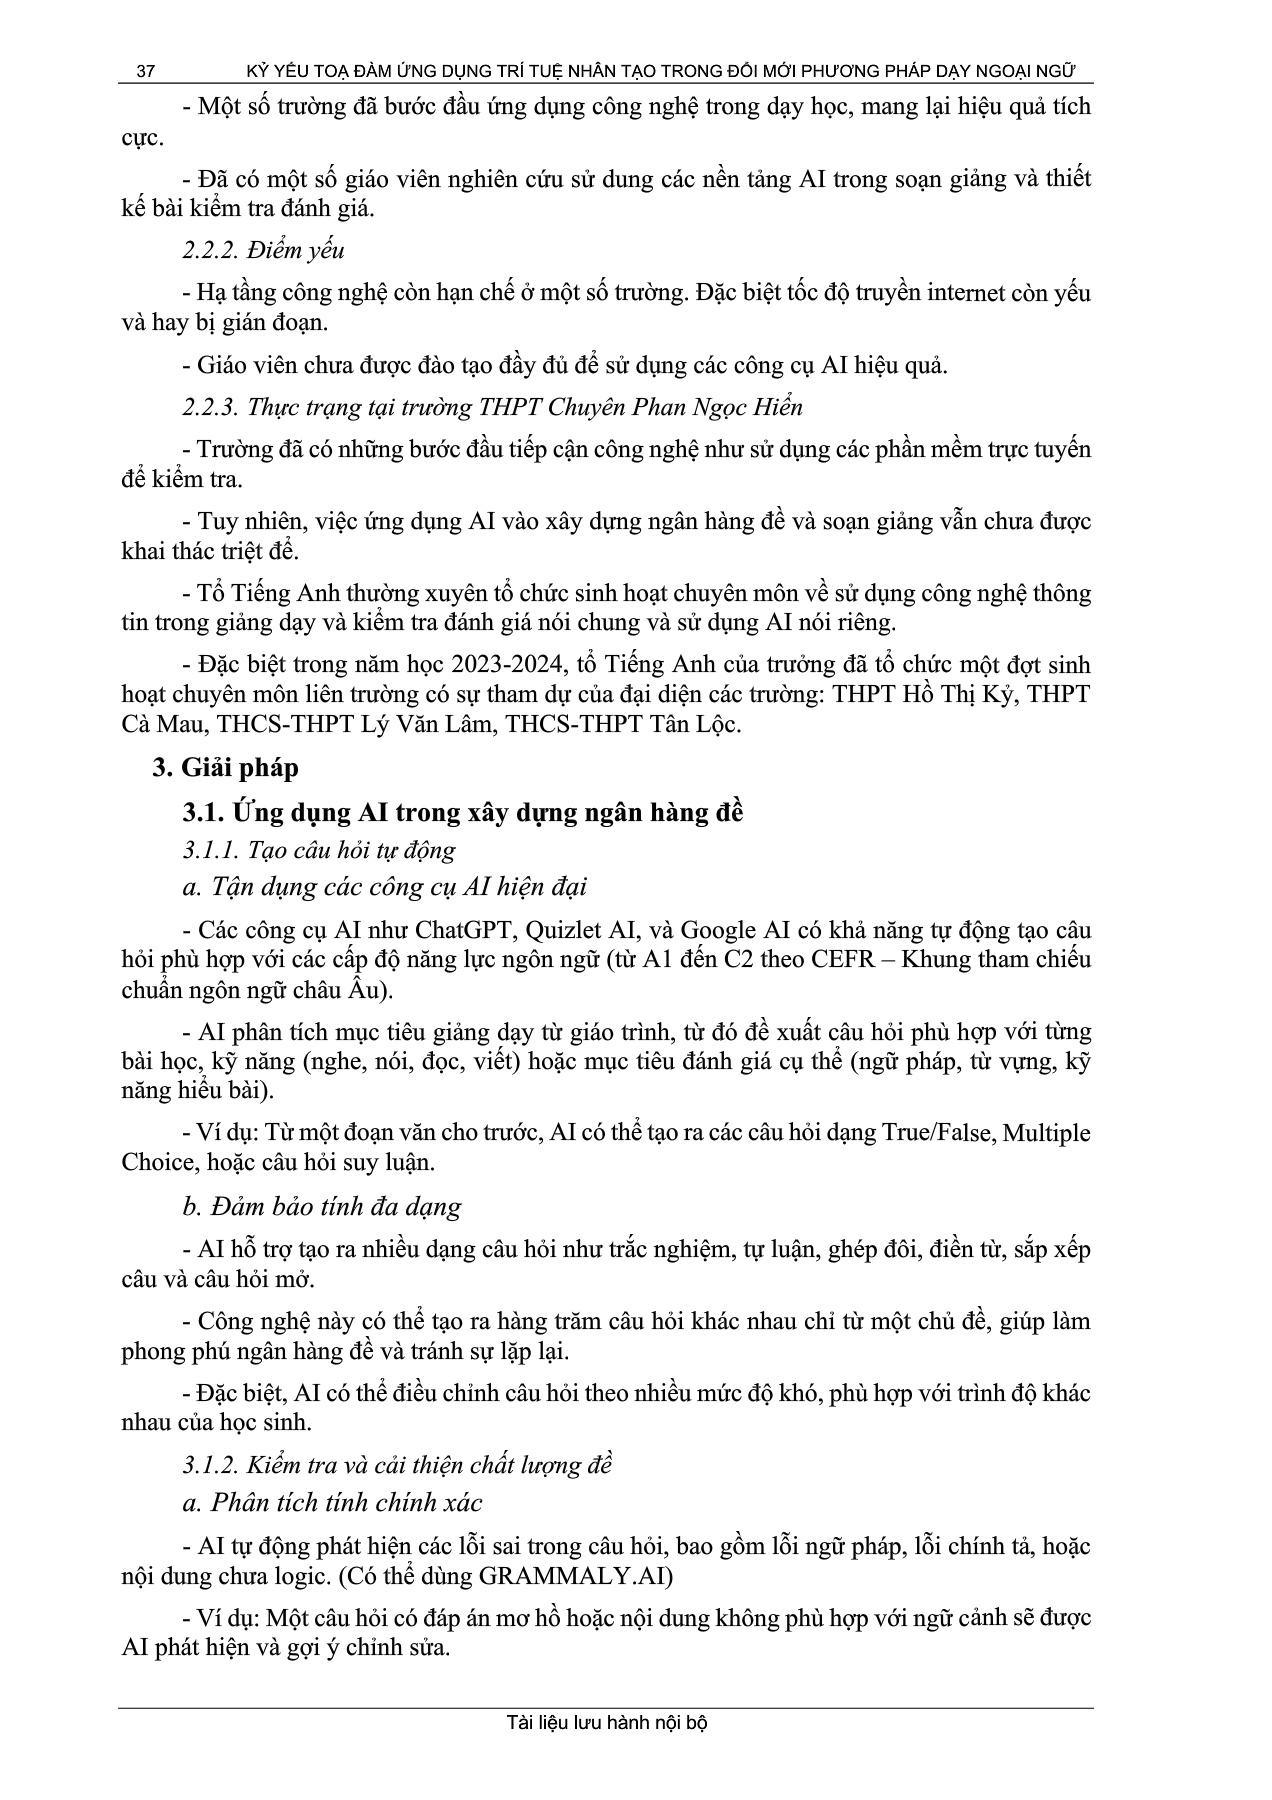 37 KỶ YẾU TOẠ ĐÀM ỨNG DỤNG TRÍ TUỆ NHÂN TẠO TRONG ĐỔI MỚI PHƯƠNG PHÁP DẠY NGOẠI NGỮ
- Một số trường đã bước đầu ứng dụng công nghệ trong dạy học, mang lại hiệu quả tích
cực.
- Đã có một số giáo viên nghiên cứu sử dung các nền tảng AI trong soạn giảng và thiết
kế bài kiểm tra đánh giá.
2.2.2. Điểm yếu
- Hạ tầng công nghệ còn hạn chế ở một số trường. Đặc biệt tốc độ truyền internet còn yếu
và hay bị gián đoạn.
- Giáo viên chưa được đào tạo đầy đủ để sử dụng các công cụ AI hiệu quả.
2.2.3. Thực trạng tại trường THPT Chuyên Phan Ngọc Hiển
- Trường đã có những bước đầu tiếp cận công nghệ như sử dụng các phần mềm trực tuyến
để kiểm tra.
- Tuy nhiên, việc ứng dụng AI vào xây dựng ngân hàng đề và soạn giảng vẫn chưa được
khai thác triệt để.
- Tổ Tiếng Anh thường xuyên tổ chức sinh hoạt chuyên môn về sử dụng công nghệ thông
tin trong giảng dạy và kiểm tra đánh giá nói chung và sử dụng AI nói riêng.
- Đặc biệt trong năm học 2023-2024, tổ Tiếng Anh của trưởng đã tổ chức một đợt sinh
hoạt chuyên môn liên trường có sự tham dự của đại diện các trường: THPT Hồ Thị Kỷ, THPT
Cà Mau, THCS-THPT Lý Văn Lâm, THCS-THPT Tân Lộc.
3. Giải pháp
3.1. Ứng dụng AI trong xây dựng ngân hàng đề
3.1.1. Tạo câu hỏi tự động
a. Tận dụng các công cụ AI hiện đại
- Các công cụ AI như ChatGPT, Quizlet AI, và Google AI có khả năng tự động tạo câu
hỏi phù hợp với các cấp độ năng lực ngôn ngữ (từ A1 đến C2 theo CEFR – Khung tham chiếu
chuẩn ngôn ngữ châu Âu).
- AI phân tích mục tiêu giảng dạy từ giáo trình, từ đó đề xuất câu hỏi phù hợp với từng
bài học, kỹ năng (nghe, nói, đọc, viết) hoặc mục tiêu đánh giá cụ thể (ngữ pháp, từ vựng, kỹ
năng hiểu bài).
- Ví dụ: Từ một đoạn văn cho trước, AI có thể tạo ra các câu hỏi dạng True/False, Multiple
Choice, hoặc câu hỏi suy luận.
b. Đảm bảo tính đa dạng
- AI hỗ trợ tạo ra nhiều dạng câu hỏi như trắc nghiệm, tự luận, ghép đôi, điền từ, sắp xếp
câu và câu hỏi mở.
- Công nghệ này có thể tạo ra hàng trăm câu hỏi khác nhau chỉ từ một chủ đề, giúp làm
phong phú ngân hàng đề và tránh sự lặp lại.
- Đặc biệt, AI có thể điều chỉnh câu hỏi theo nhiều mức độ khó, phù hợp với trình độ khác
nhau của học sinh.
3.1.2. Kiểm tra và cải thiện chất lượng đề
a. Phân tích tính chính xác
- AI tự động phát hiện các lỗi sai trong câu hỏi, bao gồm lỗi ngữ pháp, lỗi chính tả, hoặc
nội dung chưa logic. (Có thể dùng GRAMMALY.AI)
- Ví dụ: Một câu hỏi có đáp án mơ hồ hoặc nội dung không phù hợp với ngữ cảnh sẽ được
AI phát hiện và gợi ý chỉnh sửa.
Tài liệu lưu hành nội bộ